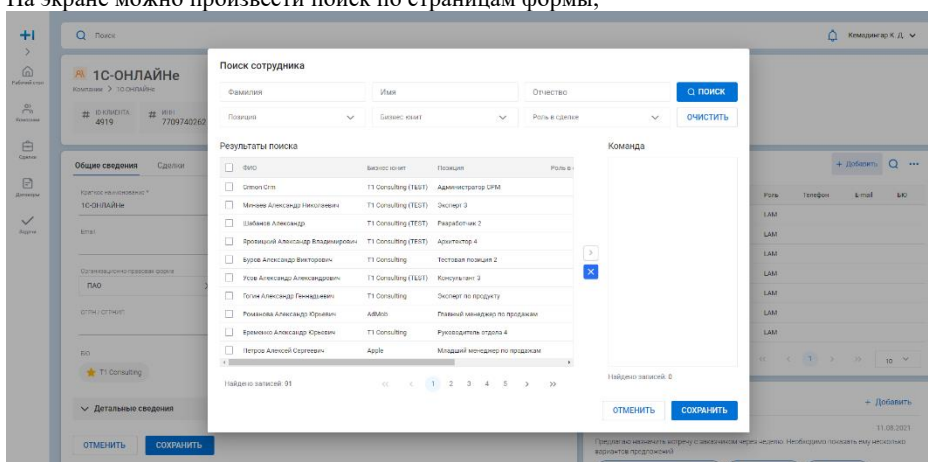 На экране можно произвести поиск по страницам формы;
+I
Поиск
Кемадингар К. Д.
Рабочий стол
1С-ОНЛАЙНе
Компании > 1С-ОНЛАЙНе
# ID КЛИЕНТА
4919
# ИНН
7709740262
Компании
Сделки
Договоры
Задачи
Общие сведения Сделки
Краткое наименование *
1С-ОНЛАЙНе
Email
Организационно-правовая форма
ПАО
ОГРН / ОГРНИП
БЮ
T1 Consulting
Детальные сведения
ОТМЕНИТЬ СОХРАНИТЬ
Поиск сотрудника
Фамилия Имя Отчество ПОИСК
Позиция Бизнес юнит Роль в сделке ОЧИСТИТЬ
Результаты поиска
ФИО Бизнес юнит Позиция Роль в
Crmon Crm T1 Consulting (TEST) Администратор CРМ
Минаев Александр Николаевич T1 Consulting (TEST) Эксперт 3
Шабанов Александр T1 Consulting (TEST) Разработчик 2
Яровицкий Александр Владимирович T1 Consulting (TEST) Архитектор 4
Буров Александр Викторович T1 Consulting Тестовая позиция 2
Усов Александр Александрович T1 Consulting (TEST) Консультант 3
Голин Александр Геннадьевич T1 Consulting Эксперт по продукту
Романова Александр Юрьевич AdMob Главный менеджер по продажам
Еременко Александр Юрьевич T1 Consulting Руководитель отдела 4
Петров Алексей Сергеевич Apple Младший менеджер по продажам
Найдено записей: 91
« < 1 2 3 4 5 > »
Команда
Найдено записей: 0
ОТМЕНИТЬ СОХРАНИТЬ
+ Добавить
Роль Телефон E-mail БЮ
LAM
LAM
LAM
LAM
LAM
LAM
LAM
« < 1 > » 10
+ Добавить
11.08.2021
Предлагаю назначить встречу с заказчиком через неделю. Необходимо показать ему несколько
вариантов предложений